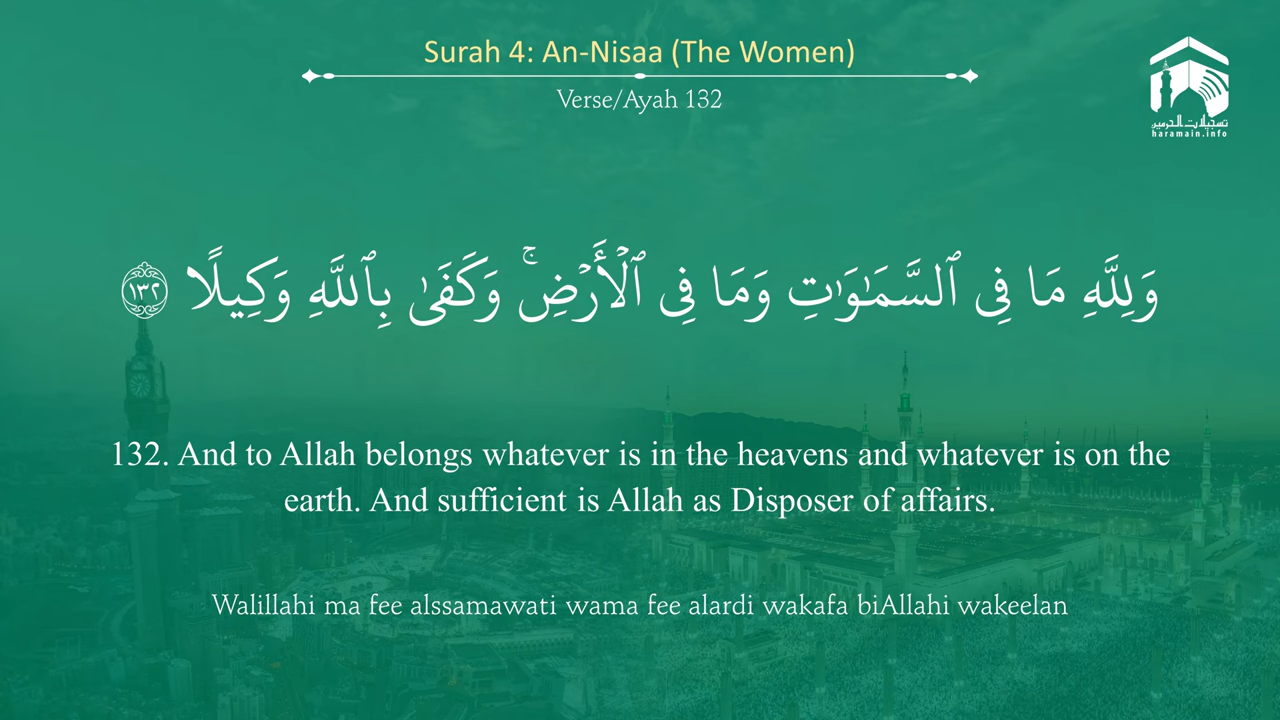 Surah 4: An-Nisaa (The Women)
Verse/Ayah 132
تسجيلات الحرمين
haramain.info
وَلِلَّهِ مَا فِى ٱلسَّمَـٰوَٰتِ وَمَا فِى ٱلْأَرْضِ ۚ وَكَفَىٰ بِٱللَّهِ وَكِيلًا ١٣٢
132. And to Allah belongs whatever is in the heavens and whatever is on the
earth. And sufficient is Allah as Disposer of affairs.
Walillahi ma fee alssamawati wama fee alardi wakafa biAllahi wakeelan